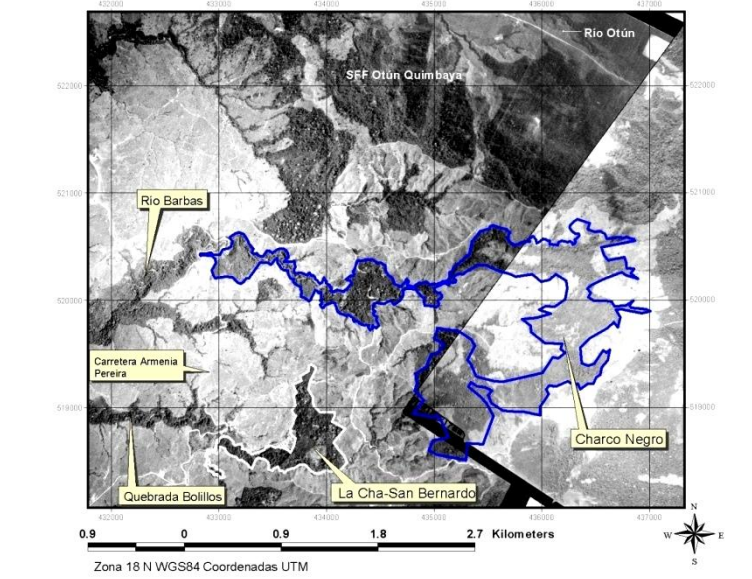 432000 433000 434000 435000 436000 437000
Rio Otún
SFF Otún Quimbaya
522000 522000
521000 521000
Rio Barbas
520000 520000
Carretera Armenia
Pereira
519000 519000
Charco Negro
La Cha-San Bernardo
Quebrada Bolillos
432000 433000 434000 435000 436000 437000
0.9 0 0.9 1.8 2.7 Kilometers
N
W E
S
Zona 18 N WGS84 Coordenadas UTM